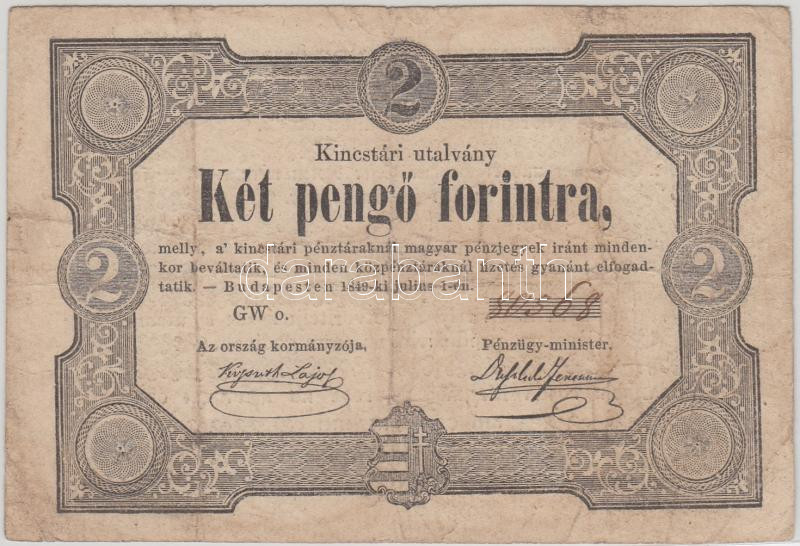 2
Kincstári utalvány
Két pengő forintra,
2
2
melly, a' kincstári pénztáraknál magyar pénzjegyek iránt minden-
kor beváltatik, és minden közpénztáraknál fizetés gyanánt elfogad-
tatik. — Budapesten 1849-ki julius 1-én.
darabanth
GW o.
Az ország kormányzója,
Pénzügy-minister.
Kossuth Lajos